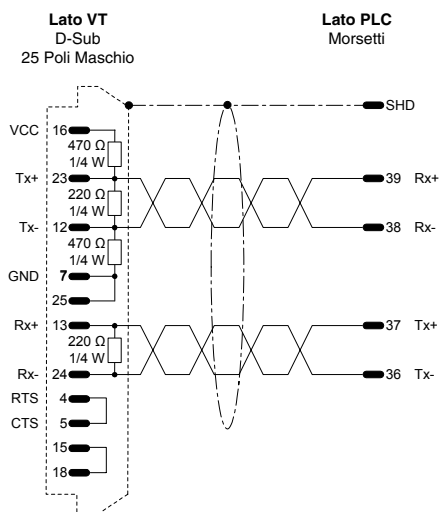 Lato VT
D-Sub
25 Poli Maschio
Lato PLC
Morsetti
SHD
VCC 16
470 Ω
1/4 W
Tx+ 23
39 Rx+
220 Ω
1/4 W
Tx- 12
38 Rx-
470 Ω
1/4 W
GND 7
25
Rx+ 13
37 Tx+
220 Ω
1/4 W
Rx- 24
36 Tx-
RTS 4
CTS 5
15
18